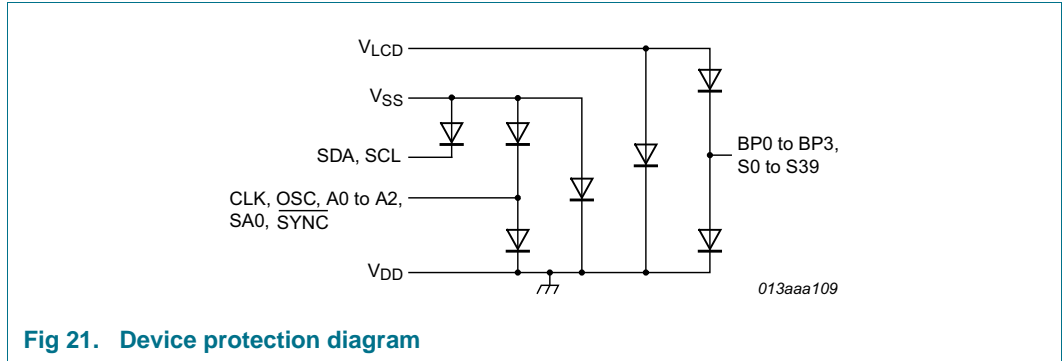 VLCD
VSS
SDA, SCL
CLK, OSC, A0 to A2,
SA0, SYNC
VDD
BP0 to BP3,
S0 to S39
013aaa109
Fig 21. Device protection diagram